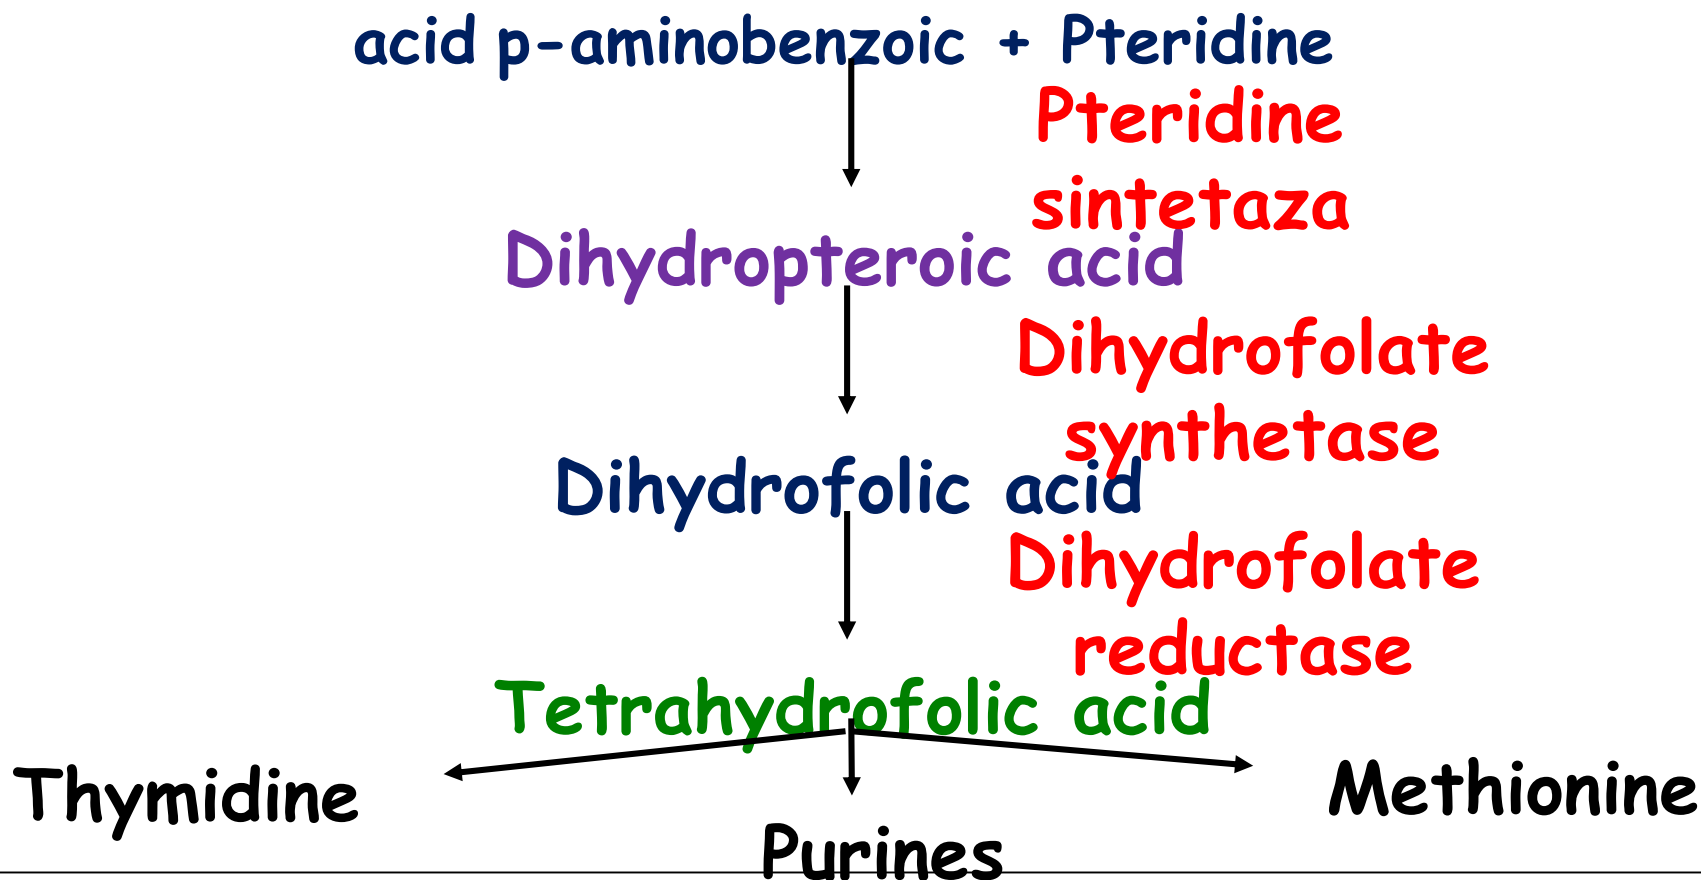 acid p-aminobenzoic + Pteridine
Pteridine
sintetaza
Dihydropteroic acid
Dihydrofolate
synthetase
Dihydrofolic acid
Dihydrofolate
reductase
Tetrahydrofolic acid
Thymidine
Methionine
Purines